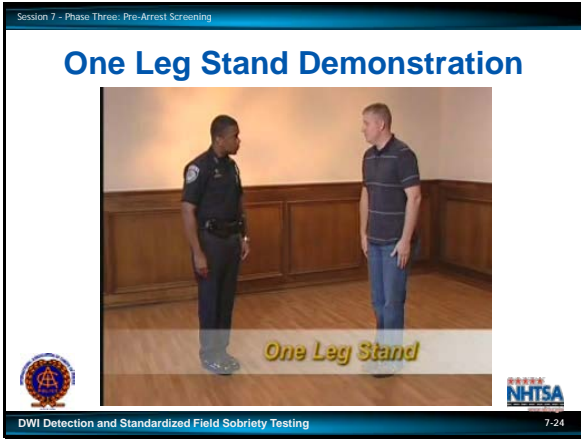 Session 7 - Phase Three: Pre-Arrest Screening
One Leg Stand Demonstration
One Leg Stand
NHTSA
DWI Detection and Standardized Field Sobriety Testing
7-24